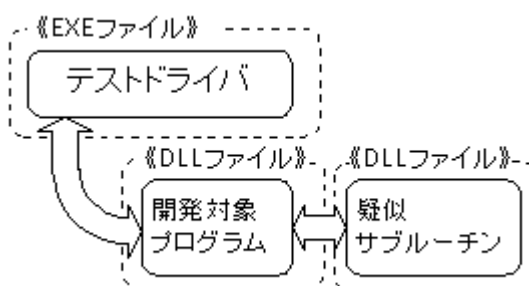 《EXEファイル》
テストドライバ
《DLLファイル》
開発対象
プログラム
《DLLファイル》
疑似
サブルーチン